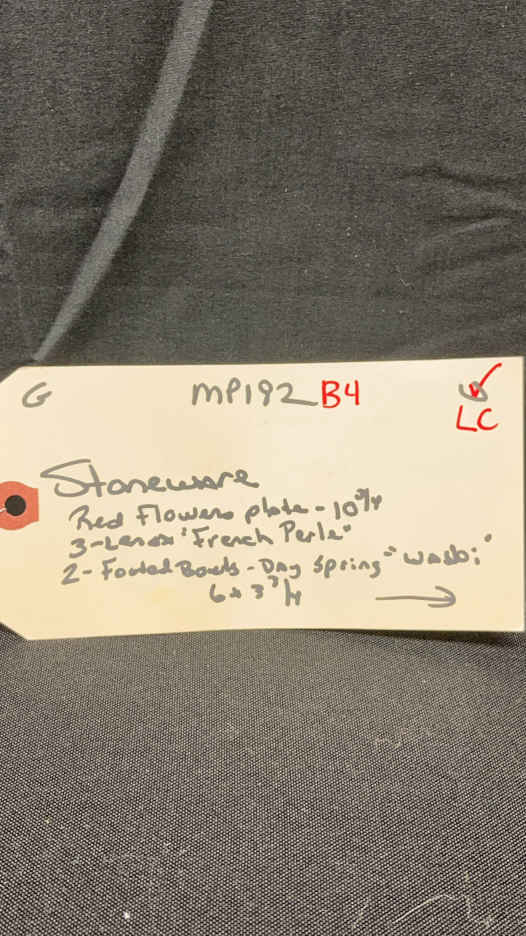 G MP192 B4
LC
Stoneware
Red Flowers plate - 10 3/4
3 - Lenox "French Perle"
2 - Footed Bowls - Day Spring "Wasbi"
6 x 3 3/4